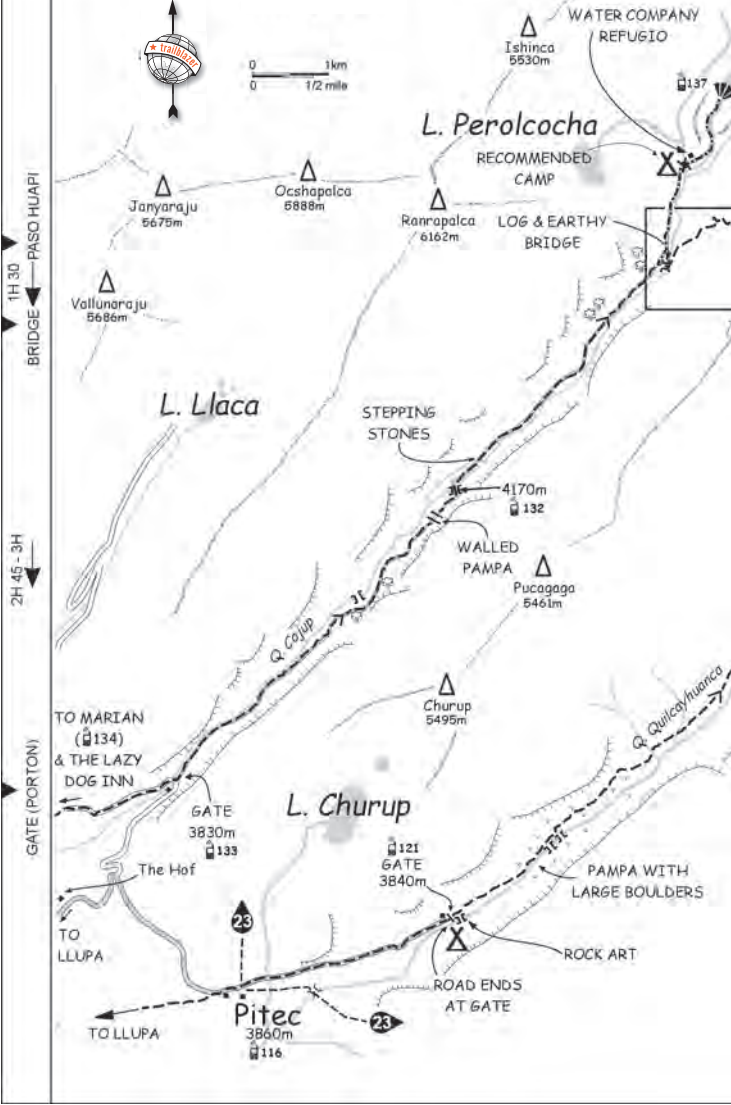 trailblazer
0 1km
0 1/2 mile
WATER COMPANY
REFUGIO
Ishinca
5530m
137
L. Perolcocha
RECOMMENDED
CAMP
Janyaraju
5675m
Ocshapalca
5888m
Ranrapalca
6162m
LOG & EARTHY
BRIDGE
PASO HUAPI
1H 30
BRIDGE
Vallunaraju
5686m
L. Llaca
STEPPING
STONES
4170m
132
WALLED
PAMPA
2H 45 - 3H
Pucagaga
5461m
Q. Cojup
Churup
5495m
Q. Quilcayhuanca
TO MARIAN
(134)
& THE LAZY
DOG INN
GATE (PORTON)
GATE
3830m
133
L. Churup
121
GATE
3840m
The Hof
PAMPA WITH
LARGE BOULDERS
TO
LLUPA
23
ROCK ART
ROAD ENDS
AT GATE
Pitec
3860m
116
TO LLUPA
23